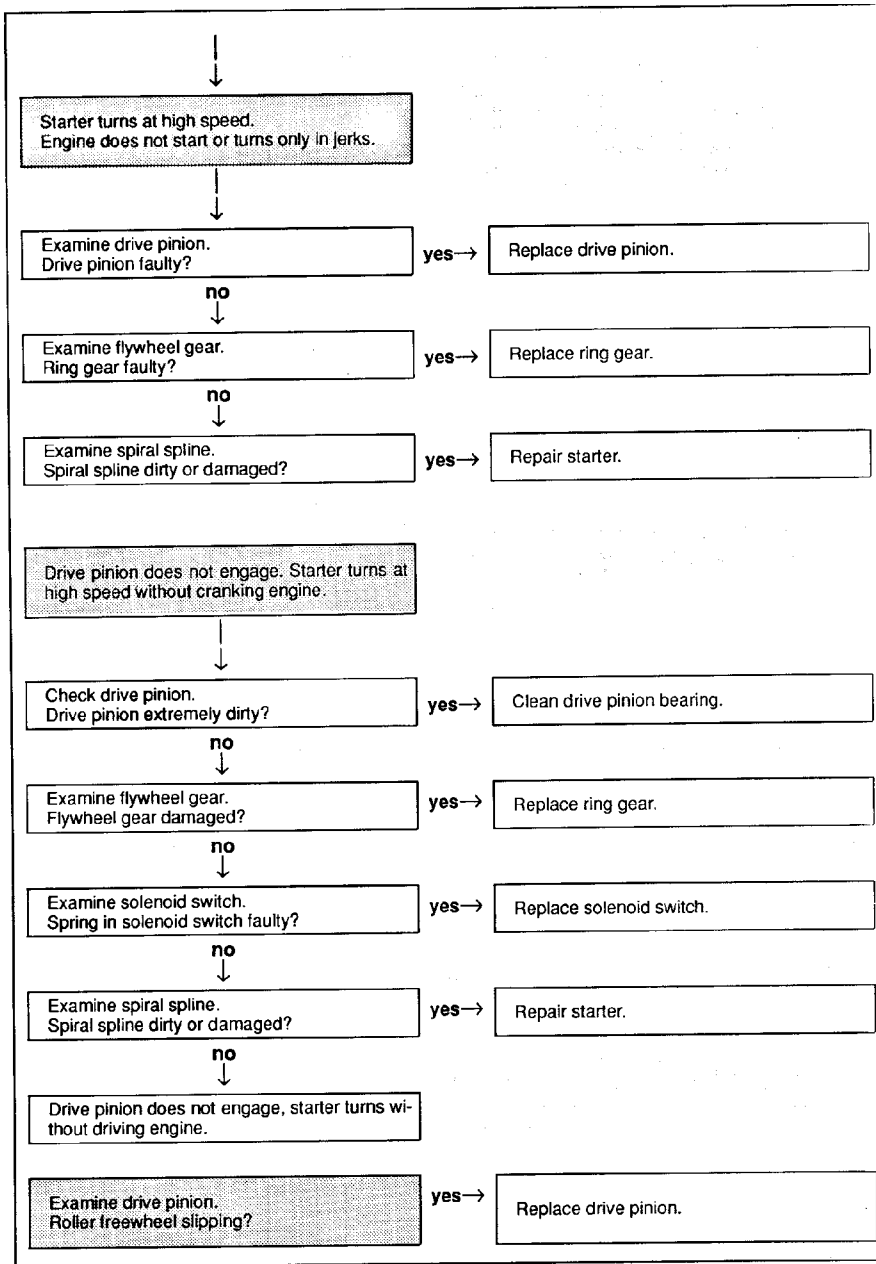 Starter turns at high speed.
Engine does not start or turns only in jerks.
Examine drive pinion.
Drive pinion faulty?
yes→
Replace drive pinion.
no
Examine flywheel gear.
Ring gear faulty?
yes→
Replace ring gear.
no
Examine spiral spline.
Spiral spline dirty or damaged?
yes→
Repair starter.
Drive pinion does not engage. Starter turns at
high speed without cranking engine.
Check drive pinion.
Drive pinion extremely dirty?
yes→
Clean drive pinion bearing.
no
Examine flywheel gear.
Flywheel gear damaged?
yes→
Replace ring gear.
no
Examine solenoid switch.
Spring in solenoid switch faulty?
yes→
Replace solenoid switch.
no
Examine spiral spline.
Spiral spline dirty or damaged?
yes→
Repair starter.
no
Drive pinion does not engage, starter turns wi-
thout driving engine.
Examine drive pinion.
Roller freewheel slipping?
yes→
Replace drive pinion.